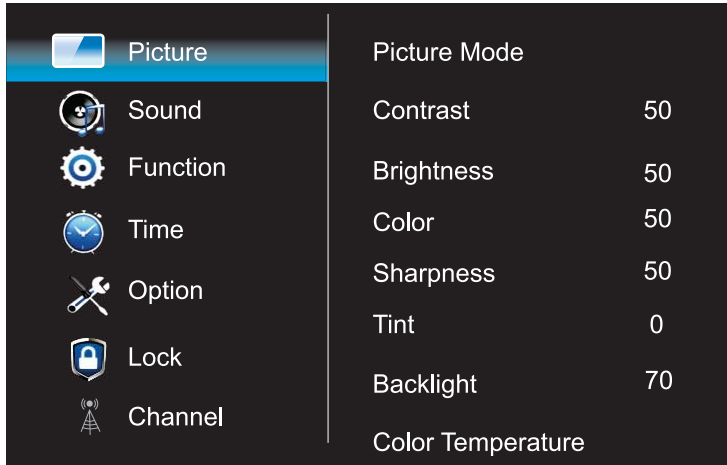 Picture
Sound
Function
Time
Option
Lock
Channel
Picture Mode
Contrast 50
Brightness 50
Color 50
Sharpness 50
Tint 0
Backlight 70
Color Temperature